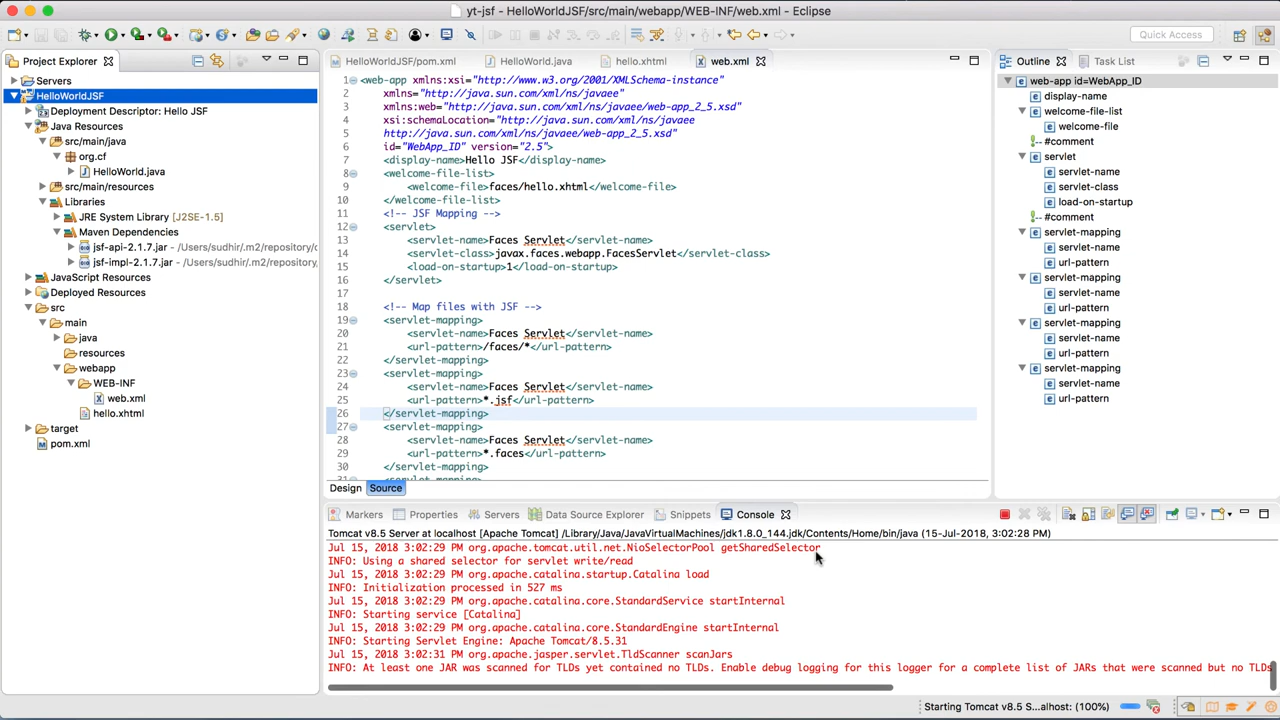 yt-jsf - HelloWorldJSF/src/main/webapp/WEB-INF/web.xml - Eclipse
Quick Access
Project Explorer
Servers
HelloWorldJSF
Deployment Descriptor: Hello JSF
Java Resources
src/main/java
org.cf
HelloWorld.java
src/main/resources
Libraries
JRE System Library [J2SE-1.5]
Maven Dependencies
jsf-api-2.1.7.jar - /Users/sudhir/.m2/repository/c
jsf-impl-2.1.7.jar - /Users/sudhir/.m2/repository/
JavaScript Resources
Deployed Resources
src
main
java
resources
webapp
WEB-INF
web.xml
hello.xhtml
target
pom.xml
HelloWorldJSF/pom.xml HelloWorld.java hello.xhtml web.xml
1 <web-app xmlns:xsi="http://www.w3.org/2001/XMLSchema-instance"
2 xmlns="http://java.sun.com/xml/ns/javaee"
3 xmlns:web="http://java.sun.com/xml/ns/javaee/web-app_2_5.xsd"
4 xsi:schemaLocation="http://java.sun.com/xml/ns/javaee
5 http://java.sun.com/xml/ns/javaee/web-app_2_5.xsd"
6 id="WebApp_ID" version="2.5">
7 <display-name>Hello JSF</display-name>
8 <welcome-file-list>
9 <welcome-file>faces/hello.xhtml</welcome-file>
10 </welcome-file-list>
11 <!-- JSF Mapping -->
12 <servlet>
13 <servlet-name>Faces Servlet</servlet-name>
14 <servlet-class>javax.faces.webapp.FacesServlet</servlet-class>
15 <load-on-startup>1</load-on-startup>
16 </servlet>
17
18 <!-- Map files with JSF -->
19 <servlet-mapping>
20 <servlet-name>Faces Servlet</servlet-name>
21 <url-pattern>/faces/*</url-pattern>
22 </servlet-mapping>
23 <servlet-mapping>
24 <servlet-name>Faces Servlet</servlet-name>
25 <url-pattern>*.jsf</url-pattern>
26 </servlet-mapping>
27 <servlet-mapping>
28 <servlet-name>Faces Servlet</servlet-name>
29 <url-pattern>*.faces</url-pattern>
30 </servlet-mapping>
31 <servlet-mapping>
Design Source
Outline Task List
web-app id=WebApp_ID
display-name
welcome-file-list
welcome-file
#comment
servlet
servlet-name
servlet-class
load-on-startup
#comment
servlet-mapping
servlet-name
url-pattern
servlet-mapping
servlet-name
url-pattern
servlet-mapping
servlet-name
url-pattern
servlet-mapping
servlet-name
url-pattern
Markers Properties Servers Data Source Explorer Snippets Console
Tomcat v8.5 Server at localhost [Apache Tomcat] /Library/Java/JavaVirtualMachines/jdk1.8.0_144.jdk/Contents/Home/bin/java (15-Jul-2018, 3:02:28 PM)
Jul 15, 2018 3:02:29 PM org.apache.tomcat.util.net.NioSelectorPool getSharedSelector
INFO: Using a shared selector for servlet write/read
Jul 15, 2018 3:02:29 PM org.apache.catalina.startup.Catalina load
INFO: Initialization processed in 527 ms
Jul 15, 2018 3:02:29 PM org.apache.catalina.core.StandardService startInternal
INFO: Starting service [Catalina]
Jul 15, 2018 3:02:29 PM org.apache.catalina.core.StandardEngine startInternal
INFO: Starting Servlet Engine: Apache Tomcat/8.5.31
Jul 15, 2018 3:02:31 PM org.apache.jasper.servlet.TldScanner scanJars
INFO: At least one JAR was scanned for TLDs yet contained no TLDs. Enable debug logging for this logger for a complete list of JARs that were scanned but no TLDs
Starting Tomcat v8.5 S...lhost: (100%)